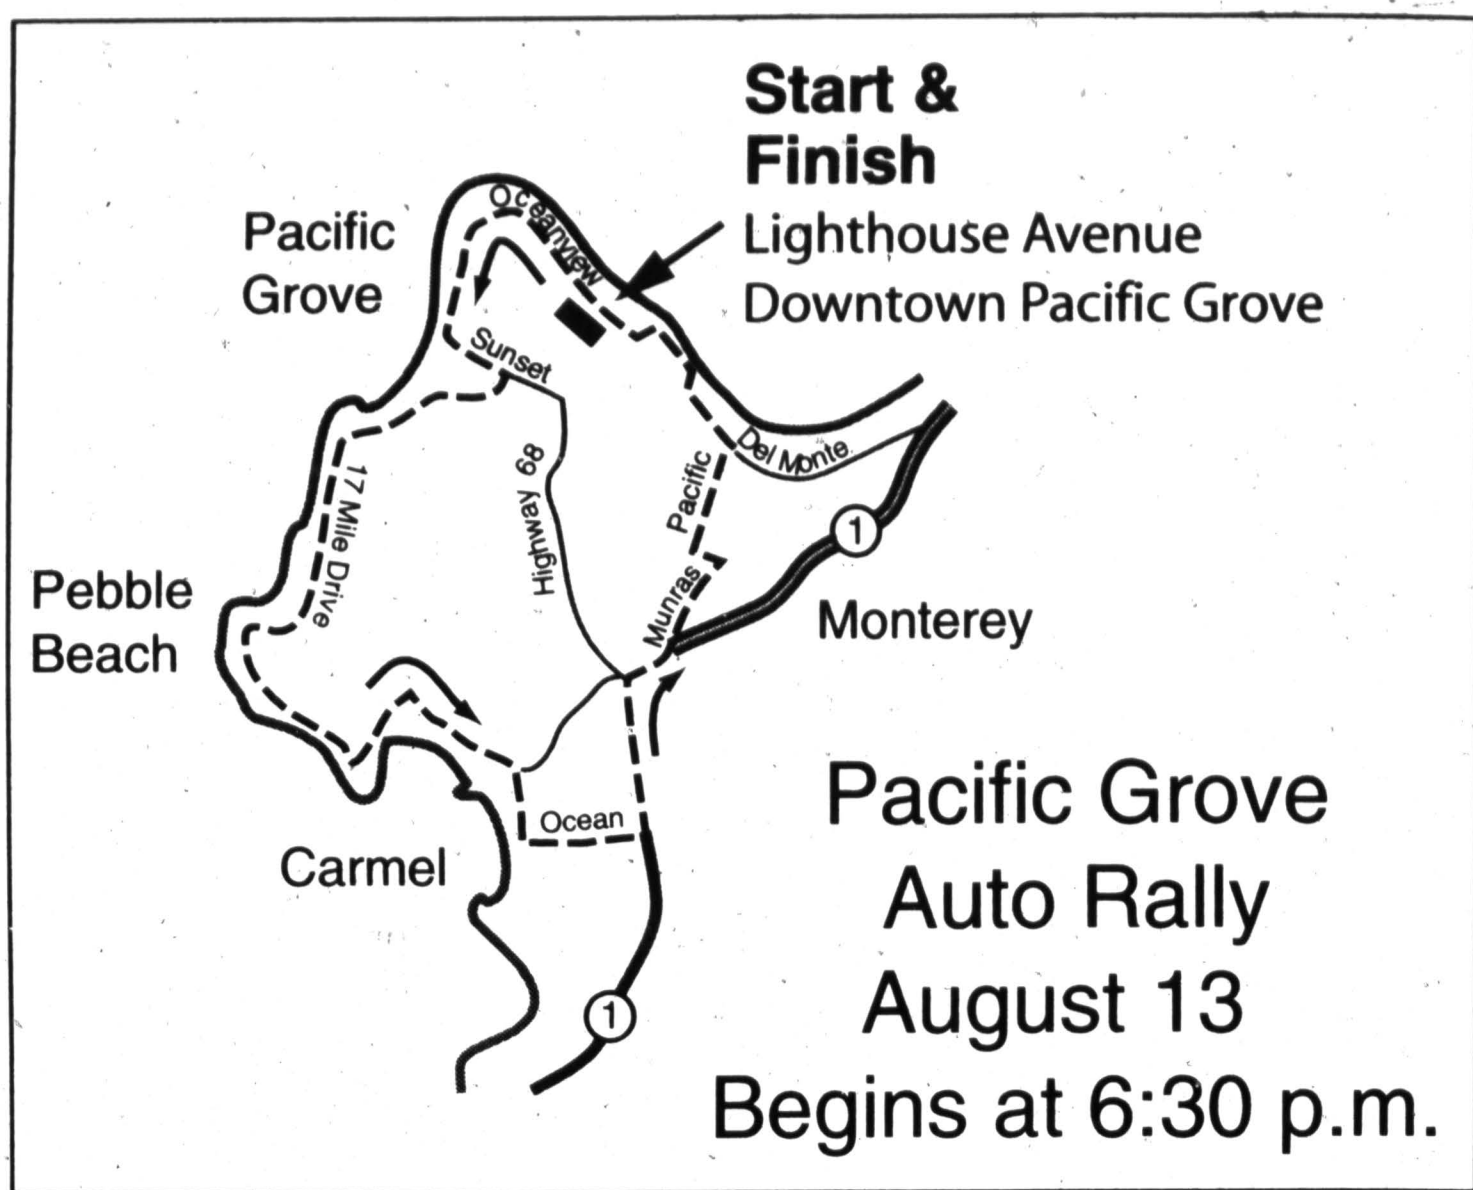 Start &
Finish
Lighthouse Avenue
Downtown Pacific Grove
Pacific
Grove
Oceanview
Sunset
Del Monte
Highway 68
Pacific
17 Mile Drive
1
Munras
Pebble
Beach
Monterey
Ocean
Carmel
1
Pacific Grove
Auto Rally
August 13
Begins at 6:30 p.m.